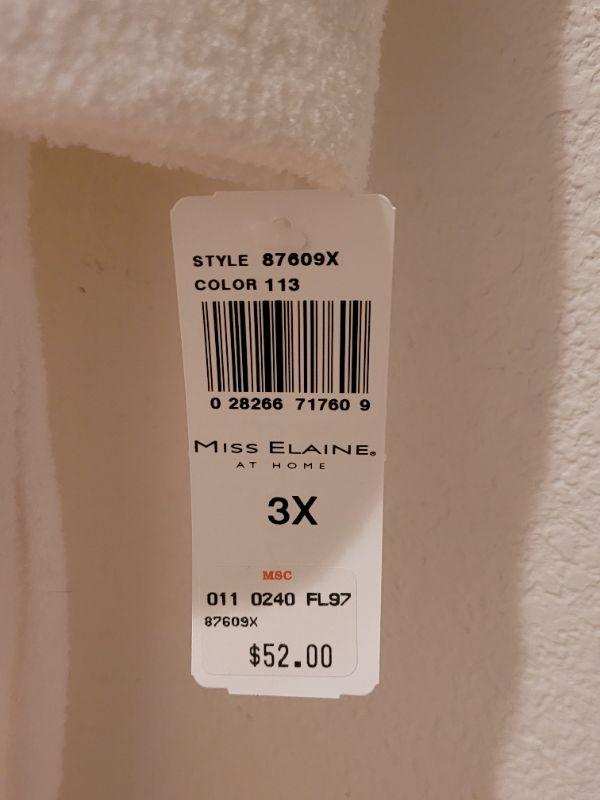 STYLE 87609X
COLOR 113
0 28266 71760 9
MISS ELAINE®
AT HOME
3X
MSC
011 0240 FL97
87609X
$52.00